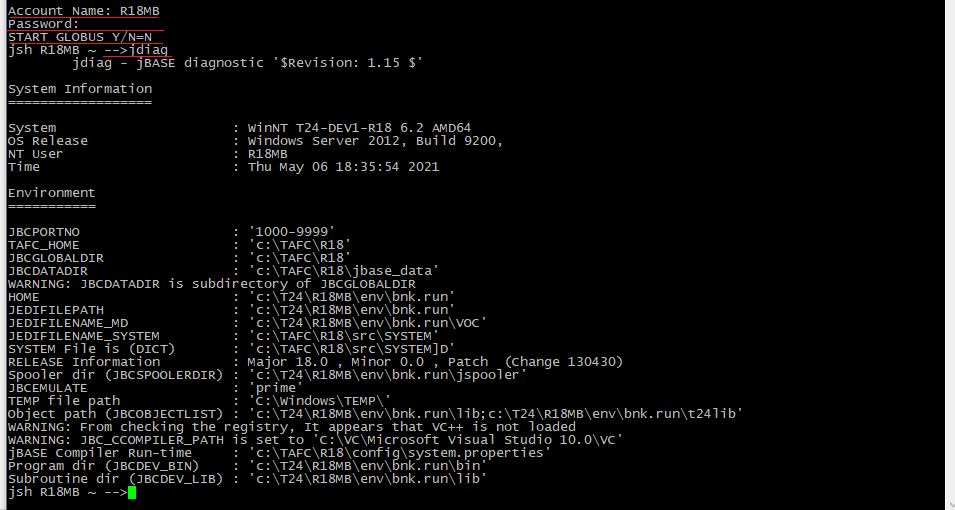 Account Name: R18MB
Password:
START GLOBUS Y/N=N
jsh R18MB ~ -->jdiag
jdiag - jBASE diagnostic '$Revision: 1.15 $'
System Information
==================
System : WinNT T24-DEV1-R18 6.2 AMD64
OS Release : Windows Server 2012, Build 9200,
NT User : R18MB
Time : Thu May 06 18:35:54 2021
Environment
===========
JBCPORTNO : '1000-9999'
TAFC_HOME : 'c:\TAFC\R18'
JBCGLOBALDIR : 'c:\TAFC\R18'
JBCDATADIR : 'c:\TAFC\R18\jbase_data'
WARNING: JBCDATADIR is subdirectory of JBCGLOBALDIR
HOME : 'c:\T24\R18MB\env\bnk.run'
JEDIFILEPATH : 'c:\T24\R18MB\env\bnk.run'
JEDIFILENAME_MD : 'c:\T24\R18MB\env\bnk.run\VOC'
JEDIFILENAME_SYSTEM : 'c:\TAFC\R18\src\SYSTEM'
SYSTEM File is (DICT) : 'c:\TAFC\R18\src\SYSTEM]D'
RELEASE Information : Major 18.0 , Minor 0.0 , Patch (Change 130430)
Spooler dir (JBCSPOOLERDIR) : 'c:\T24\R18MB\env\bnk.run\jspooler'
JBCEMULATE : 'prime'
TEMP file path : 'C:\Windows\TEMP\'
Object path (JBCOBJECTLIST) : 'c:\T24\R18MB\env\bnk.run\lib;c:\T24\R18MB\env\bnk.run\t24lib'
WARNING: From checking the registry, It appears that VC++ is not loaded
WARNING: JBC_CCOMPILER_PATH is set to 'C:\VC\Microsoft Visual Studio 10.0\VC'
jBASE Compiler Run-time : 'c:\TAFC\R18\config\system.properties'
Program dir (JBCDEV_BIN) : 'c:\T24\R18MB\env\bnk.run\bin'
Subroutine dir (JBCDEV_LIB) : 'c:\T24\R18MB\env\bnk.run\lib'
jsh R18MB ~ -->